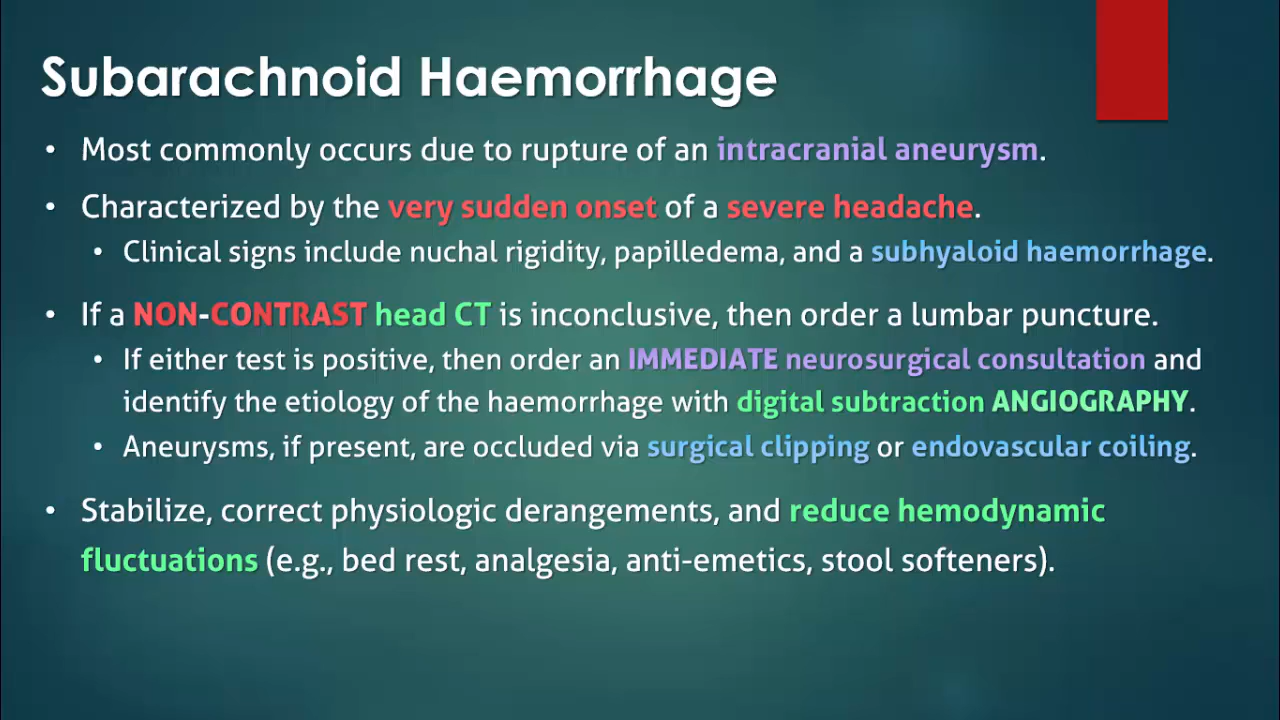 Subarachnoid Haemorrhage
• Most commonly occurs due to rupture of an intracranial aneurysm.
• Characterized by the very sudden onset of a severe headache.
• Clinical signs include nuchal rigidity, papilledema, and a subhyaloid haemorrhage.
• If a NON-CONTRAST head CT is inconclusive, then order a lumbar puncture.
• If either test is positive, then order an IMMEDIATE neurosurgical consultation and
identify the etiology of the haemorrhage with digital subtraction ANGIOGRAPHY.
• Aneurysms, if present, are occluded via surgical clipping or endovascular coiling.
• Stabilize, correct physiologic derangements, and reduce hemodynamic
fluctuations (e.g., bed rest, analgesia, anti-emetics, stool softeners).